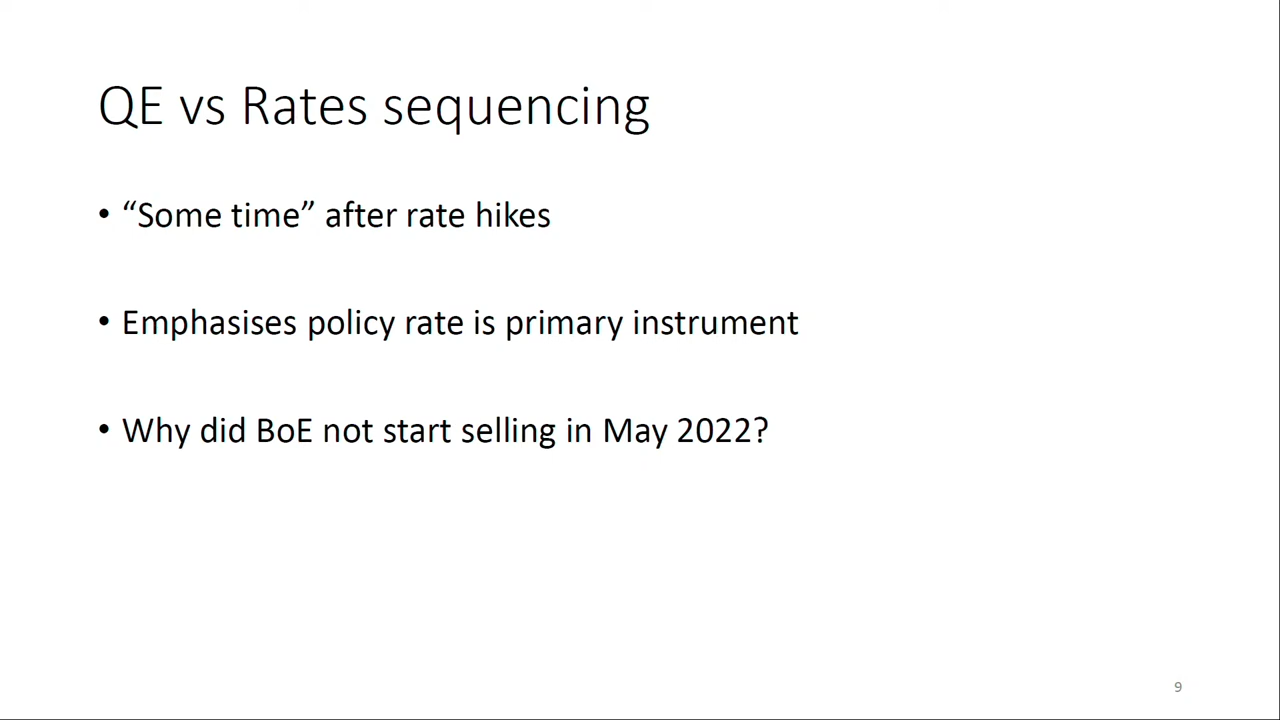 QE vs Rates sequencing
• “Some time” after rate hikes
• Emphasises policy rate is primary instrument
• Why did BoE not start selling in May 2022?
9